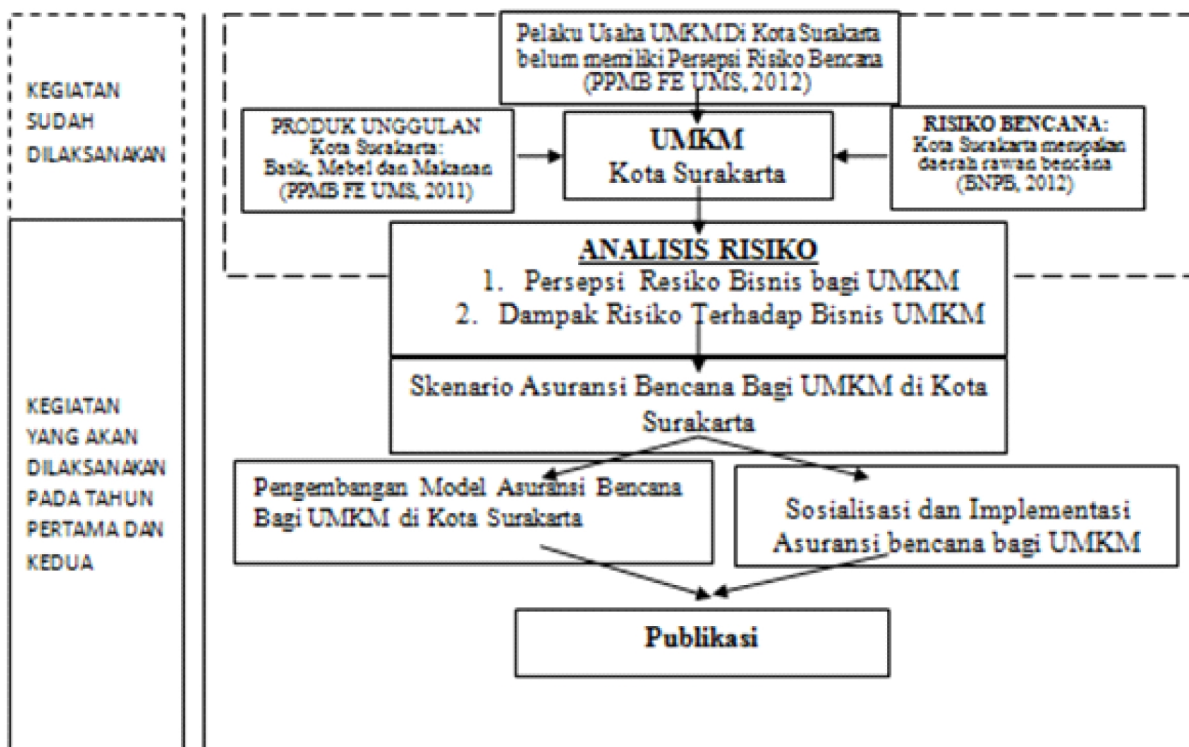 KEGIATAN
SUDAH
DILAKSANAKAN
Pelaku Usaha UMKM Di Kota Surakarta
belum memiliki Persepsi Risiko Bencana
(PPMB FE UMS, 2012)
PRODUK UNGGULAN
Kota Surakarta:
Batik, Mebel dan Makanan
(PPMB FE UMS, 2011)
UMKM
Kota Surakarta
RISIKO BENCANA:
Kota Surakarta merupakan
daerah rawan bencana
(BNPB, 2012)
ANALISIS RISIKO
1. Persepsi Resiko Bisnis bagi UMKM
2. Dampak Risiko Terhadap Bisnis UMKM
KEGIATAN
YANG AKAN
DILAKSANAKAN
PADA TAHUN
PERTAMA DAN
KEDUA
Skenario Asuransi Bencana Bagi UMKM di Kota
Surakarta
Pengembangan Model Asuransi Bencana
Bagi UMKM di Kota Surakarta
Sosialisasi dan Implementasi
Asuransi bencana bagi UMKM
Publikasi